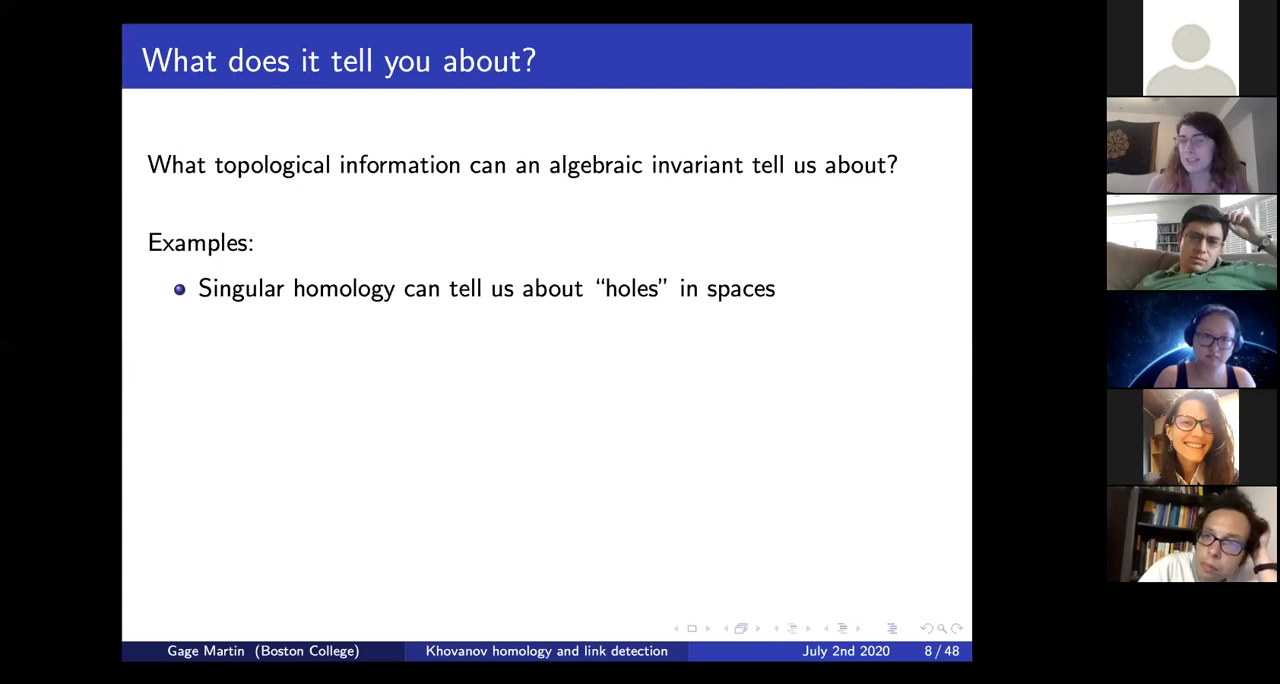 What does it tell you about?
What topological information can an algebraic invariant tell us about?
Examples:
Singular homology can tell us about “holes” in spaces
Gage Martin (Boston College) Khovanov homology and link detection July 2nd 2020 8 / 48